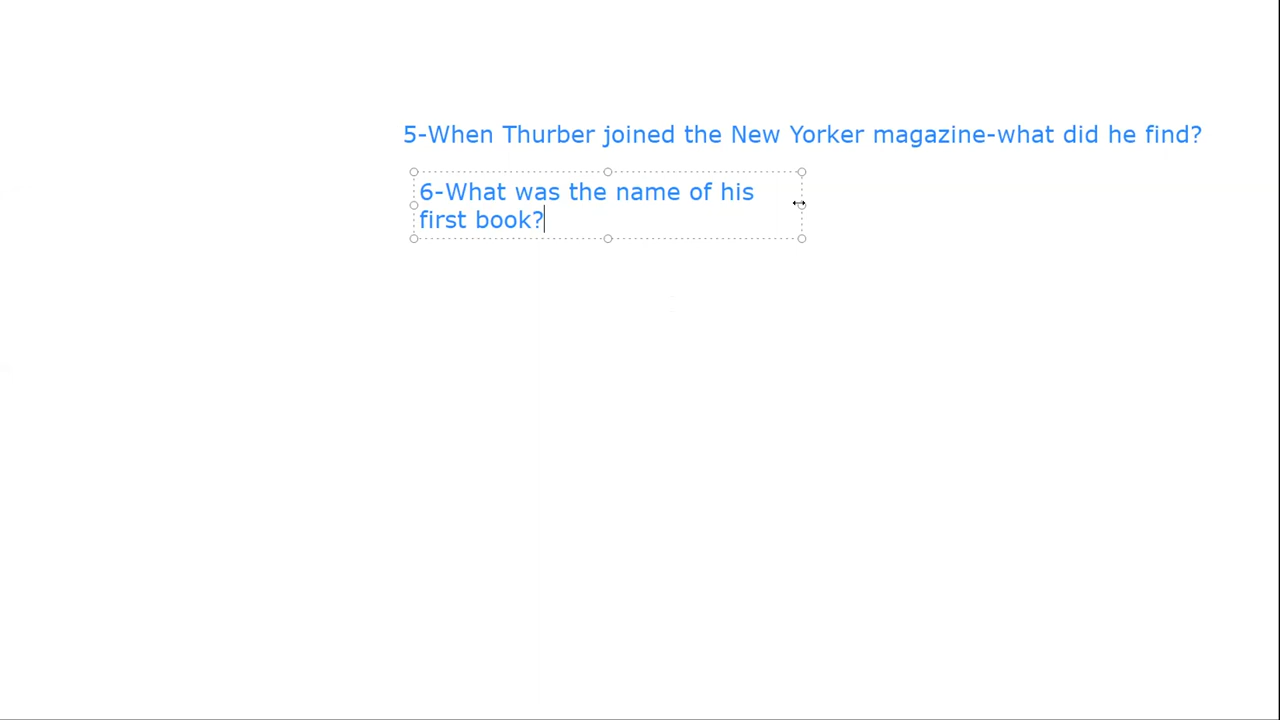 5-When Thurber joined the New Yorker magazine-what did he find?
6-What was the name of his
first book?